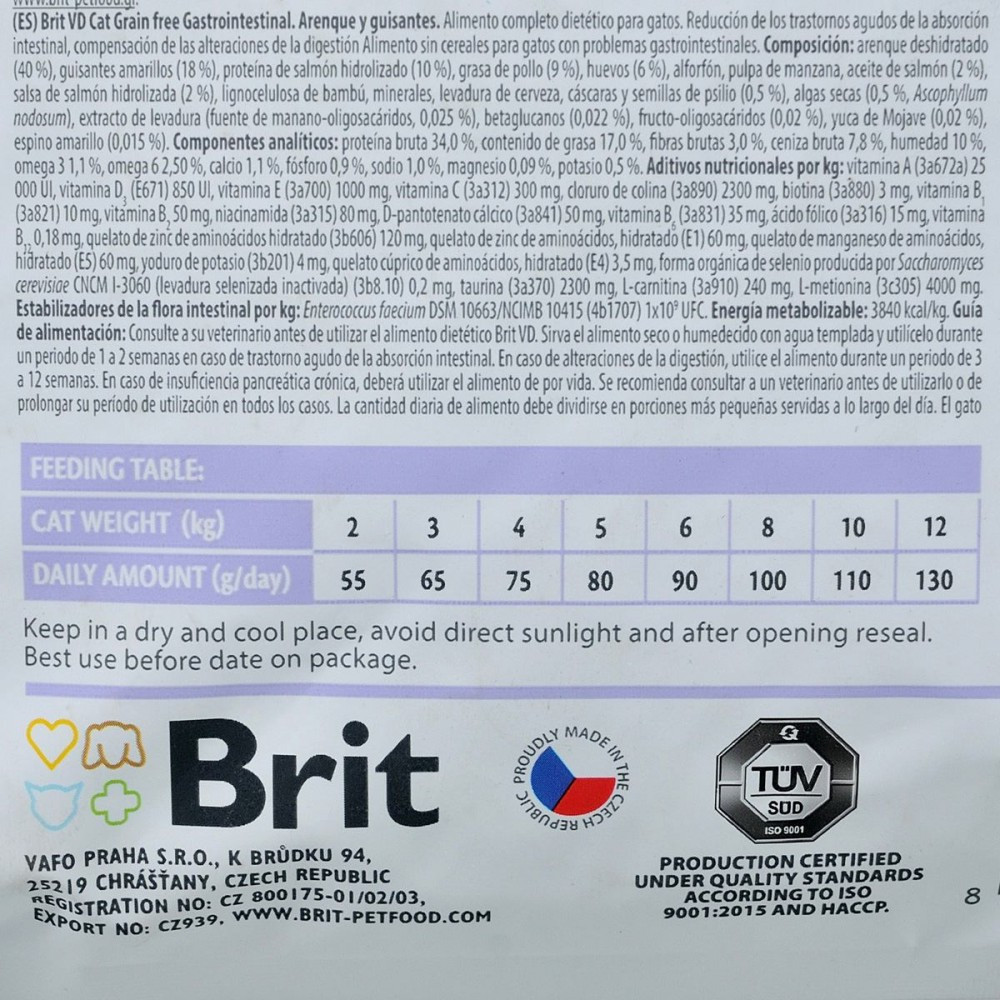 (ES) Brit VD Cat Grain free Gastrointestinal. Arenque y guisantes. Alimento completo dietético para gatos. Reducción de los trastornos agudos de la absorción
intestinal, compensación de las alteraciones de la digestión Alimento sin cereales para gatos con problemas gastrointestinales. Composición: arenque deshidratado
(40 %), guisantes amarillos (18 %), proteína de salmón hidrolizado (10 %), grasa de pollo (9 %), huevos (6 %), alforfón, pulpa de manzana, aceite de salmón (2 %),
salsa de salmón hidrolizada (2 %), lignocelulosa de bambú, minerales, levadura de cerveza, cáscaras y semillas de psilio (0,5 %), algas secas (0,5 %, Ascophyllum
nodosum), extracto de levadura (fuente de manano-oligosacáridos, 0,025 %), betaglucanos (0,022 %), fructo-oligosacáridos (0,02 %), yuca de Mojave (0,02 %),
espino amarillo (0,015 %). Componentes analíticos: proteína bruta 34,0 %, contenido de grasa 17,0 %, fibras brutas 3,0 %, ceniza bruta 7,8 %, humedad 10 %,
omega 3 1,1 %, omega 6 2,50 %, calcio 1,1 %, fósforo 0,9 %, sodio 1,0 %, magnesio 0,09 %, potasio 0,5 %. Aditivos nutricionales por kg: vitamina A (3a672a) 25
000 UI, vitamina D₃ (E671) 850 UI, vitamina E (3a700) 1000 mg, vitamina C (3a312) 300 mg, cloruro de colina (3a890) 2300 mg, biotina (3a880) 3 mg, vitamina B₁
(3a821) 10 mg, vitamina B₂ 50 mg, niacinamida (3a315) 80 mg, D-pantotenato cálcico (3a841) 50 mg, vitamina B₆ (3a831) 35 mg, ácido fólico (3a316) 15 mg, vitamina
B₁₂ 0,18 mg, quelato de zinc de aminoácidos hidratado (3b606) 120 mg, quelato de zinc de aminoácidos, hidratado (E1) 60 mg, quelato de manganeso de aminoácidos,
hidratado (E5) 60 mg, yoduro de potasio (3b201) 4 mg, quelato cúprico de aminoácidos, hidratado (E4) 3,5 mg, forma orgánica de selenio producida por Saccharomyces
cerevisiae CNCM I-3060 (levadura selenizada inactivada) (3b8.10) 0,2 mg, taurina (3a370) 2300 mg, L-carnitina (3a910) 240 mg, L-metionina (3c305) 4000 mg.
Estabilizadores de la flora intestinal por kg: Enterococcus faecium DSM 10663/NCIMB 10415 (4b1707) 1x10⁹ UFC. Energía metabolizable: 3840 kcal/kg. Guía
de alimentación: Consulte a su veterinario antes de utilizar el alimento dietético Brit VD. Sirva el alimento seco o humedecido con agua templada y utilícelo durante
un periodo de 1 a 2 semanas en caso de trastorno agudo de la absorción intestinal. En caso de alteraciones de la digestión, utilice el alimento durante un periodo de 3
a 12 semanas. En caso de insuficiencia pancreática crónica, deberá utilizar el alimento de por vida. Se recomienda consultar a un veterinario antes de utilizarlo o de
prolongar su período de utilización en todos los casos. La cantidad diaria de alimento debe dividirse en porciones más pequeñas servidas a lo largo del día. El gato
FEEDING TABLE:
CAT WEIGHT (kg) 2 3 4 5 6 8 10 12
DAILY AMOUNT (g/day) 55 65 75 80 90 100 110 130
Keep in a dry and cool place, avoid direct sunlight and after opening reseal.
Best use before date on package.
Brit
PROUDLY MADE IN THE CZECH REPUBLIC
TÜV
SÜD
ISO 9001
VAFO PRAHA S.R.O., K BRŮDKU 94,
25219 CHRÁŠŤANY, CZECH REPUBLIC
REGISTRATION NO: CZ 800175-01/02/03,
EXPORT NO: CZ939, WWW.BRIT-PETFOOD.COM
PRODUCTION CERTIFIED
UNDER QUALITY STANDARDS
ACCORDING TO ISO
9001:2015 AND HACCP.
8